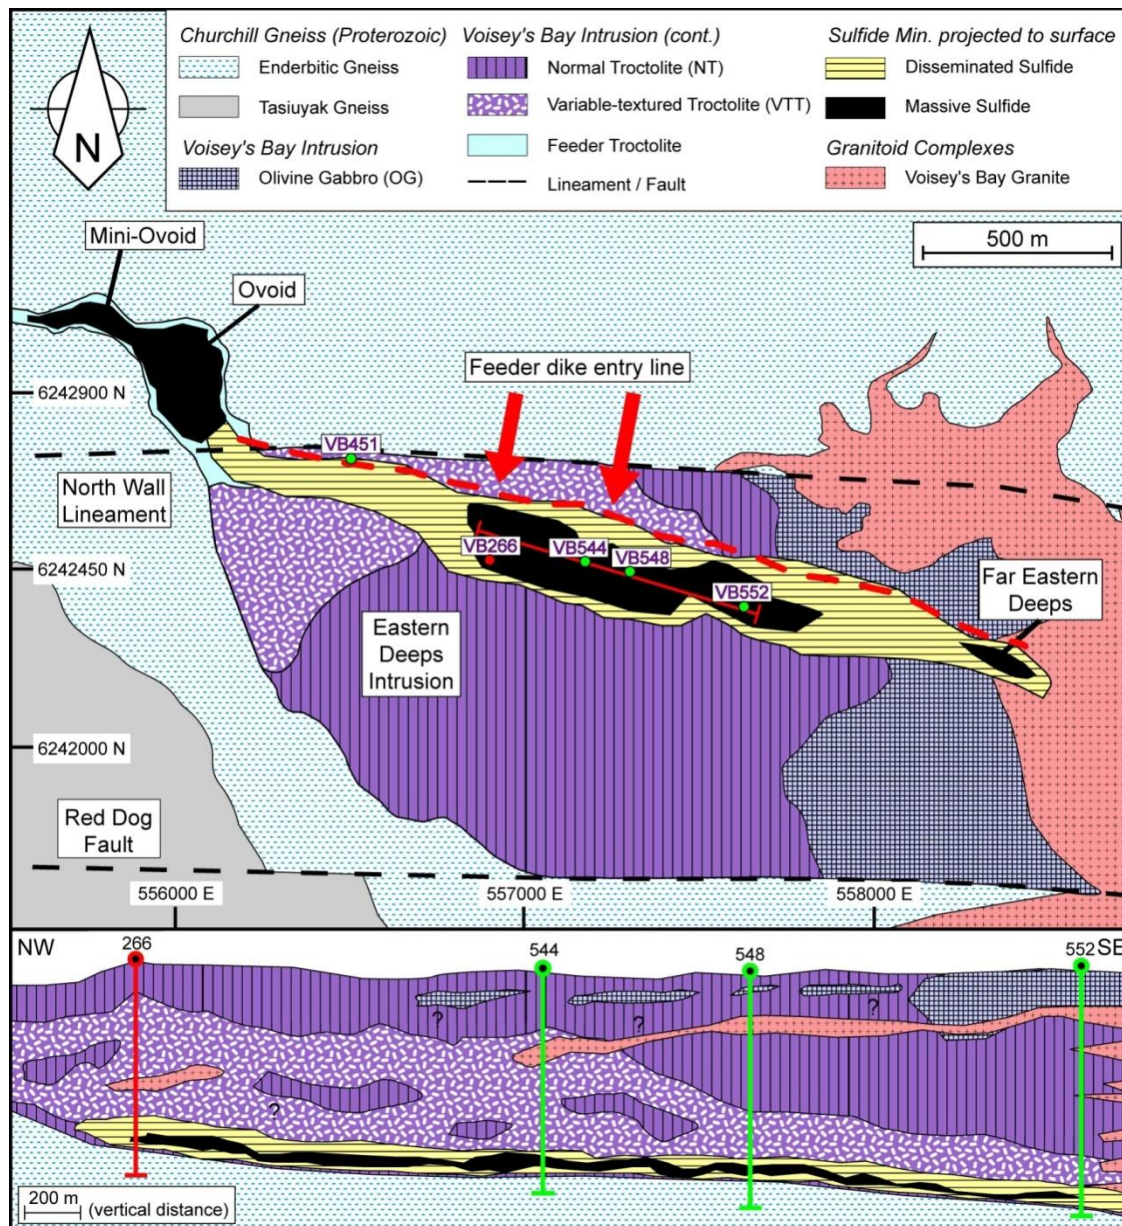 Churchill Gneiss (Proterozoic)
Enderbitic Gneiss
Tasiuyak Gneiss
Voisey's Bay Intrusion
Olivine Gabbro (OG)
Voisey's Bay Intrusion (cont.)
Normal Troctolite (NT)
Variable-textured Troctolite (VTT)
Feeder Troctolite
Lineament / Fault
Sulfide Min. projected to surface
Disseminated Sulfide
Massive Sulfide
Granitoid Complexes
Voisey's Bay Granite
N
500 m
Mini-Ovoid
Ovoid
Feeder dike entry line
6242900 N
VB451
North Wall
Lineament
VB266
VB544
VB548
VB552
6242450 N
Far Eastern
Deeps
Eastern
Deeps
Intrusion
6242000 N
Red Dog
Fault
556000 E
557000 E
558000 E
NW
266
544
548
552
SE
?
?
?
?
200 m
(vertical distance)